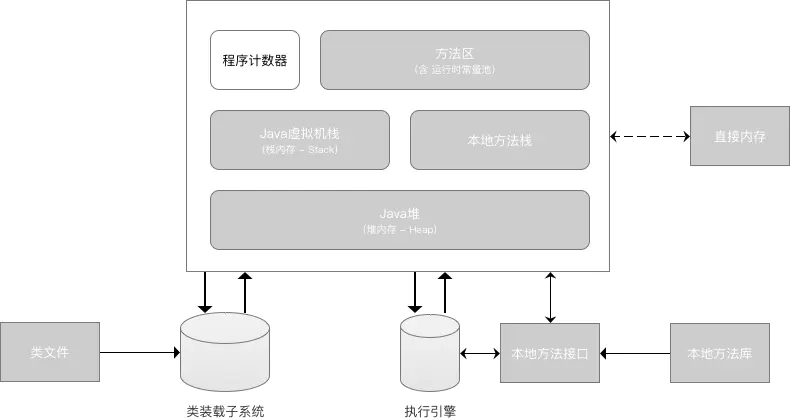 程序计数器
方法区
(含 运行时常量池)
Java虚拟机栈
(栈内存 – Stack)
本地方法栈
直接内存
Java堆
(堆内存 – Heap)
类文件
本地方法接口
本地方法库
类装载子系统
执行引擎